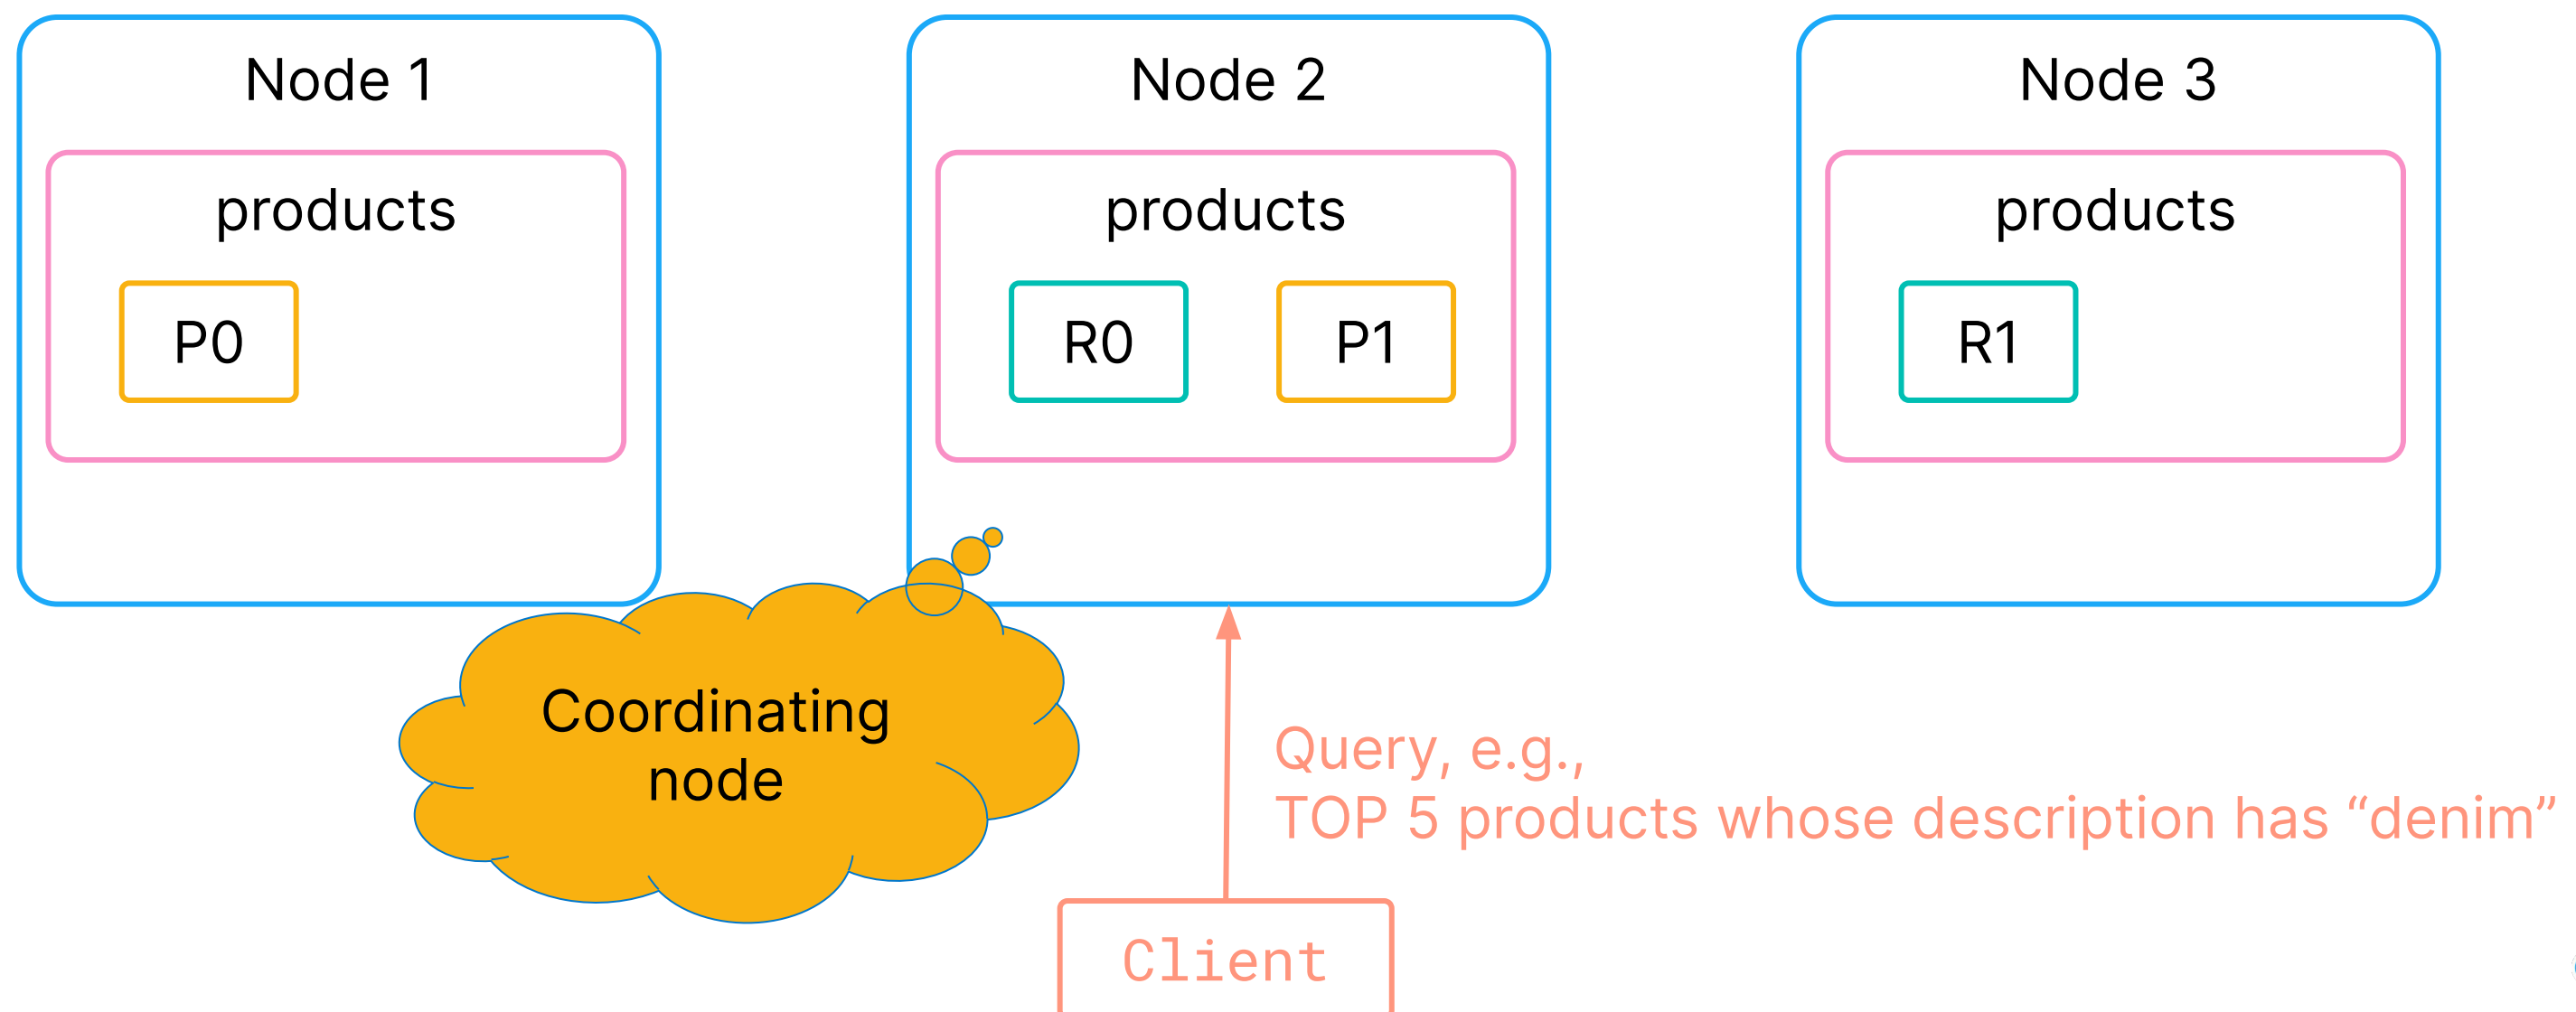 Node 1
Node 2
Node 3
products
products
products
P0
R0
P1
R1
Coordinating
node
Query, e.g.,
TOP 5 products whose description has “denim”
Client